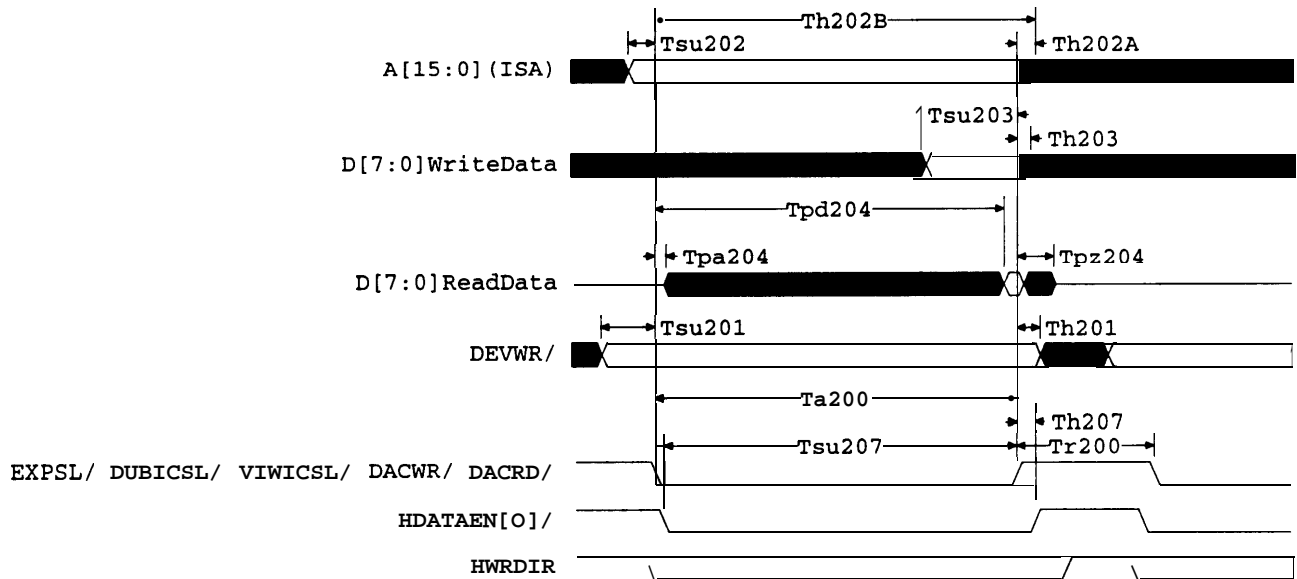 Th202B
Tsu202 Th202A
A[15:0](ISA)
Tsu203
Th203
D[7:0]WriteData
Tpd204
Tpa204 Tpz204
D[7:0]ReadData
Tsu201 Th201
DEVWR/
Ta200
Th207
Tsu207 Tr200
EXPSL/ DUBICSL/ VIWICSL/ DACWR/ DACRD/
HDATAEN[O]/
HWRDIR